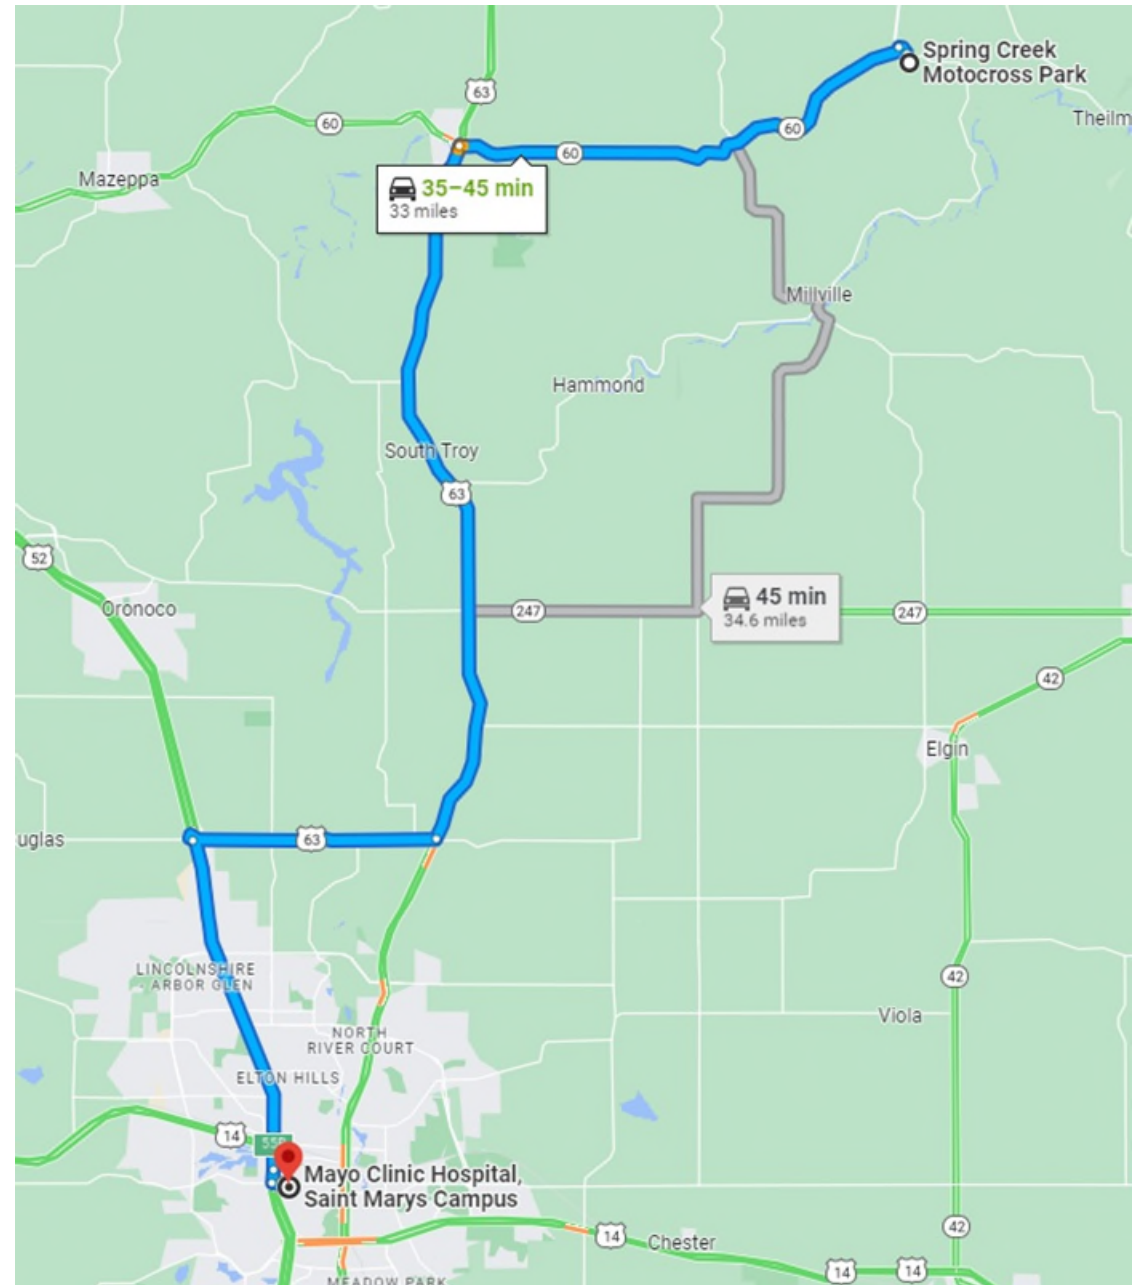 Spring Creek
Motocross Park
63
60
Theilm
60
60
Mazeppa
35–45 min
33 miles
Millville
Hammond
South Troy
63
52
45 min
34.6 miles
Oronoco
247
247
42
Elgin
63
uglas
LINCOLNSHIRE
- ARBOR GLEN
42
Viola
NORTH
RIVER COURT
ELTON HILLS
14
Mayo Clinic Hospital,
Saint Marys Campus
42
14
Chester
14
14
MEADOW PARK